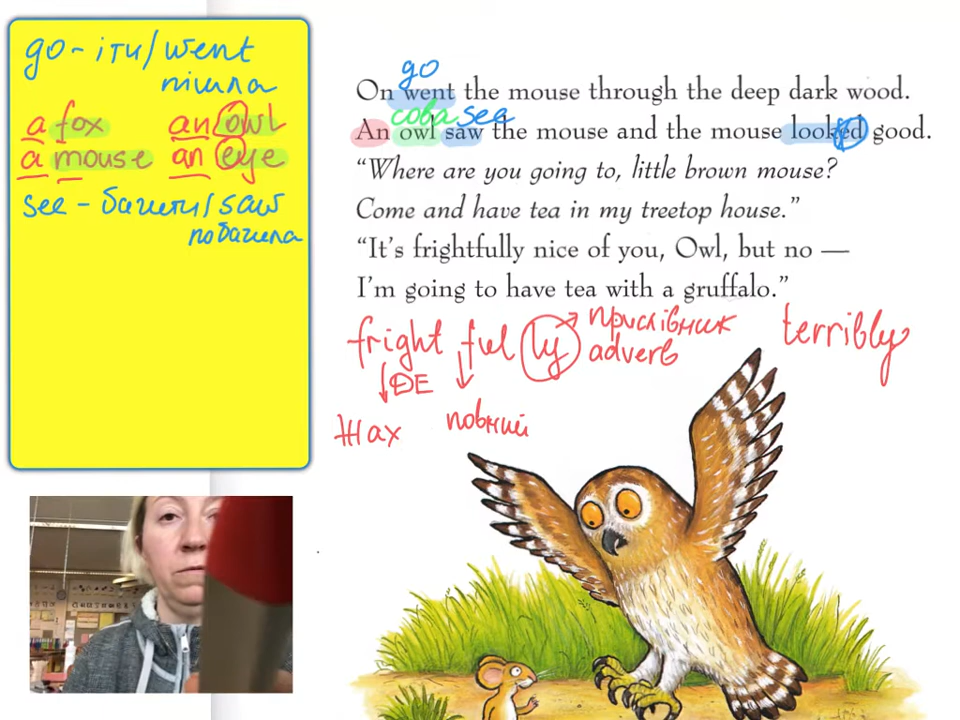 go - іти / went
пішла
a fox an owl
a mouse an eye
see - бачити / saw
побачила
go
On went the mouse through the deep dark wood.
сова see
An owl saw the mouse and the mouse looked good.
“Where are you going to, little brown mouse?
Come and have tea in my treetop house.”
“It’s frightfully nice of you, Owl, but no —
I’m going to have tea with a gruffalo.”
fright ful ly прислівник terribly
adverb
DE
жах повний